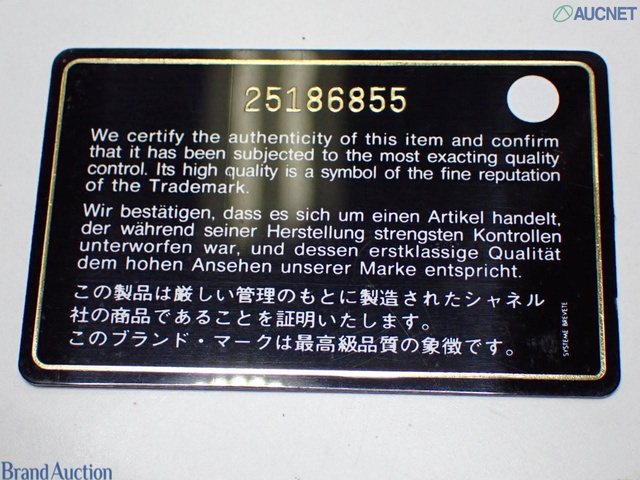 AUCNET
25186855
We certify the authenticity of this item and confirm
that it has been subjected to the most exacting quality
control. Its high quality is a symbol of the fine reputation
of the Trademark.
Wir bestätigen, dass es sich um einen Artikel handelt,
der während seiner Herstellung strengsten Kontrollen
unterworfen war, und dessen erstklassige Qualität
dem hohen Ansehen unserer Marke entspricht.
この製品は厳しい管理のもとに製造されたシャネル
社の商品であることを証明いたします。
このブランド・マークは最高級品質の象徴です。
SYSTEME BREVETE
Brand Auction